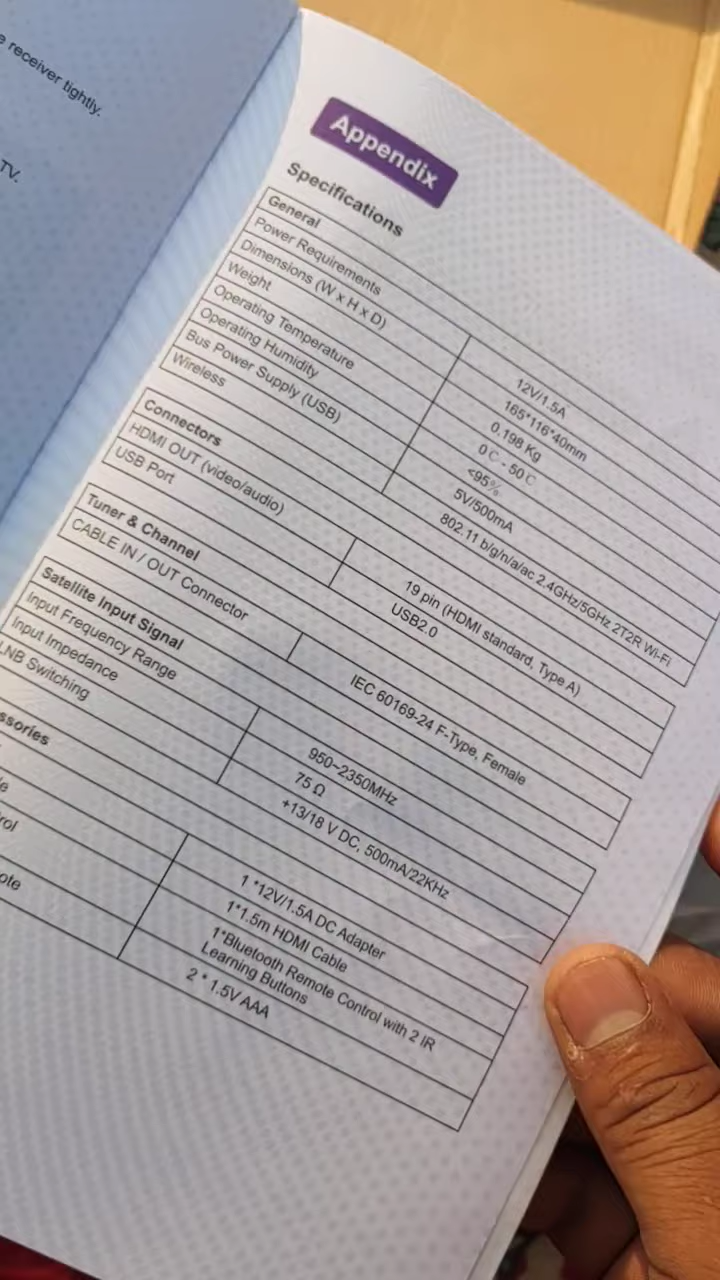 e receiver tightly.
TV.
Appendix
Specifications
General
Power Requirements 12V/1.5A
Dimensions (W x H x D) 165*116*40mm
Weight 0.198 Kg
Operating Temperature 0℃ - 50℃
Operating Humidity <95%
Bus Power Supply (USB) 5V/500mA
Wireless 802.11 b/g/n/a/ac 2.4GHz/5GHz 2T2R Wi-Fi
Connectors
HDMI OUT (video/audio) 19 pin (HDMI standard, Type A)
USB Port USB2.0
Tuner & Channel
CABLE IN / OUT Connector IEC 60169-24 F-Type, Female
Satellite Input Signal
Input Frequency Range 950~2350MHz
Input Impedance 75 Ω
LNB Switching +13/18 V DC, 500mA/22KHz
ssories
1 *12V/1.5A DC Adapter
le 1*1.5m HDMI Cable
rol 1*Bluetooth Remote Control with 2 IR
Learning Buttons
ote 2 * 1.5V AAA